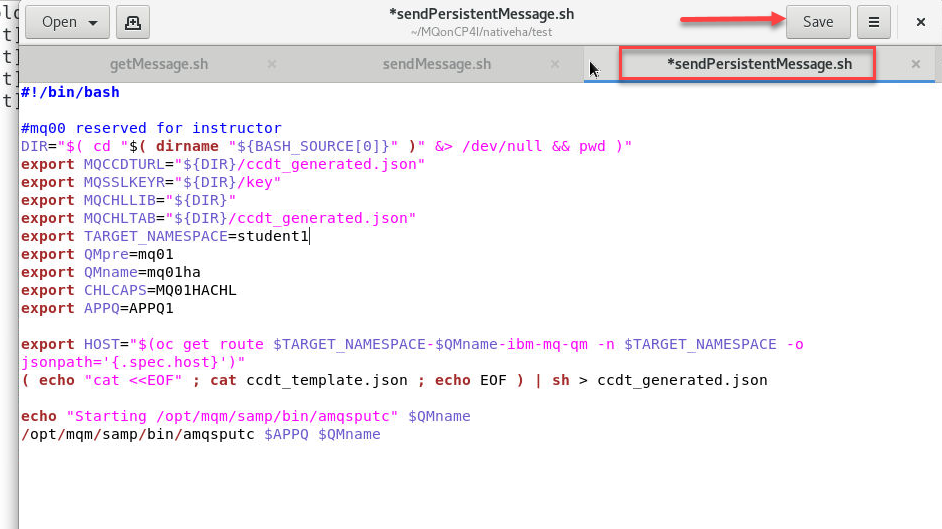 Open
*sendPersistentMessage.sh
~/MQonCP4I/nativeha/test
Save
getMessage.sh
sendMessage.sh
*sendPersistentMessage.sh
#!/bin/bash
#mq00 reserved for instructor
DIR="$( cd "$( dirname "${BASH_SOURCE[0]}" )" &> /dev/null && pwd )"
export MQCCDTURL="${DIR}/ccdt_generated.json"
export MQSSLKEYR="${DIR}/key"
export MQCHLLIB="${DIR}"
export MQCHLTAB="${DIR}/ccdt_generated.json"
export TARGET_NAMESPACE=student1
export QMpre=mq01
export QMname=mq01ha
export CHLCAPS=MQ01HACHL
export APPQ=APPQ1
export HOST="$(oc get route $TARGET_NAMESPACE-$QMname-ibm-mq-qm -n $TARGET_NAMESPACE -o
jsonpath='{.spec.host}')"
( echo "cat <<EOF" ; cat ccdt_template.json ; echo EOF ) | sh > ccdt_generated.json
echo "Starting /opt/mqm/samp/bin/amqsputc" $QMname
/opt/mqm/samp/bin/amqsputc $APPQ $QMname